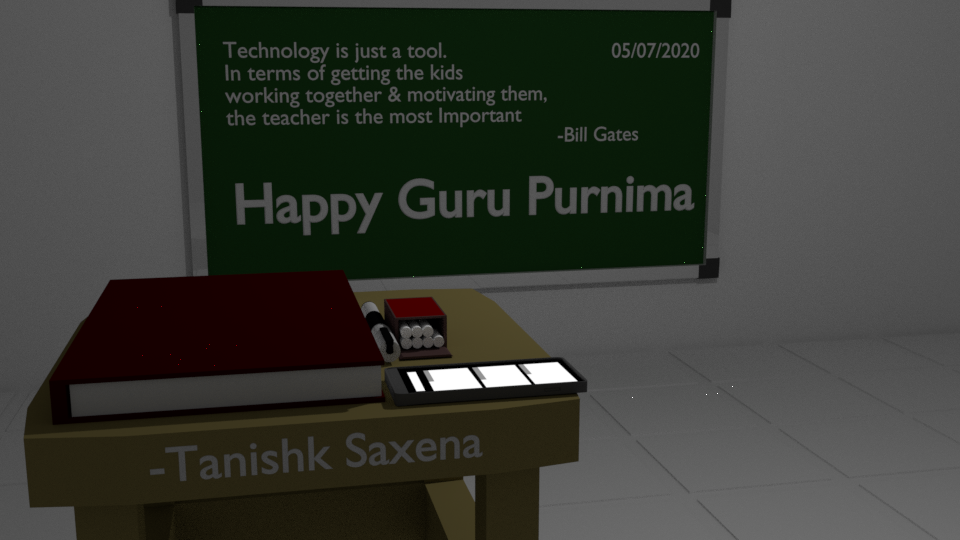 Technology is just a tool.
05/07/2020
In terms of getting the kids
working together & motivating them,
the teacher is the most Important
-Bill Gates
Happy Guru Purnima
-Tanishk Saxena